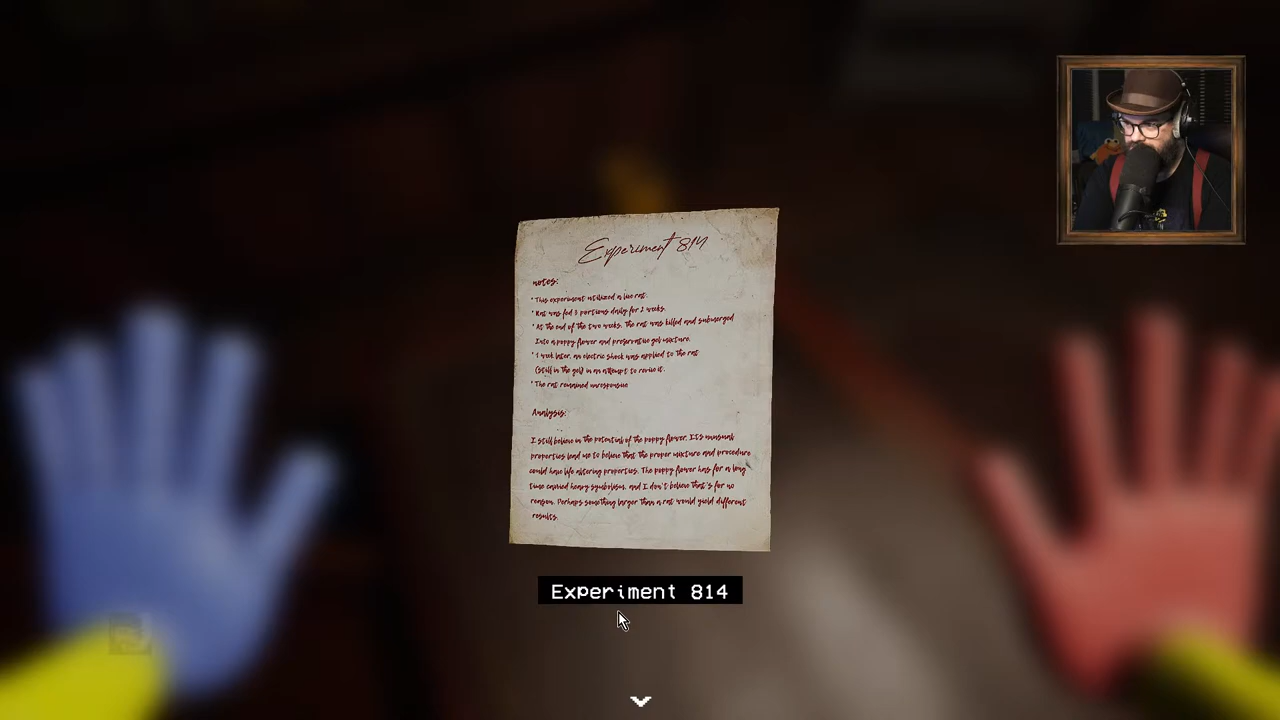 Experiment 814
notes:
* This experiment utilized a live rat.
* Rat was fed 3 portions daily for 2 weeks.
* At the end of the two weeks, the rat was killed and submerged
Into a poppy flower and preservative gel mixture.
* 1 week later, an electric shock was applied to the rat
(still in the gel) in an attempt to revive it.
* The rat remained unresponsive
Analysis:
I still believe in the potential of the poppy flower. It's unusual
properties lead me to believe that the proper mixture and procedure
could have life altering properties. The poppy flower has for a long
time carried heavy symbolism, and I don't believe that's for no
reason. Perhaps something larger than a rat would yield different
results.
Experiment 814